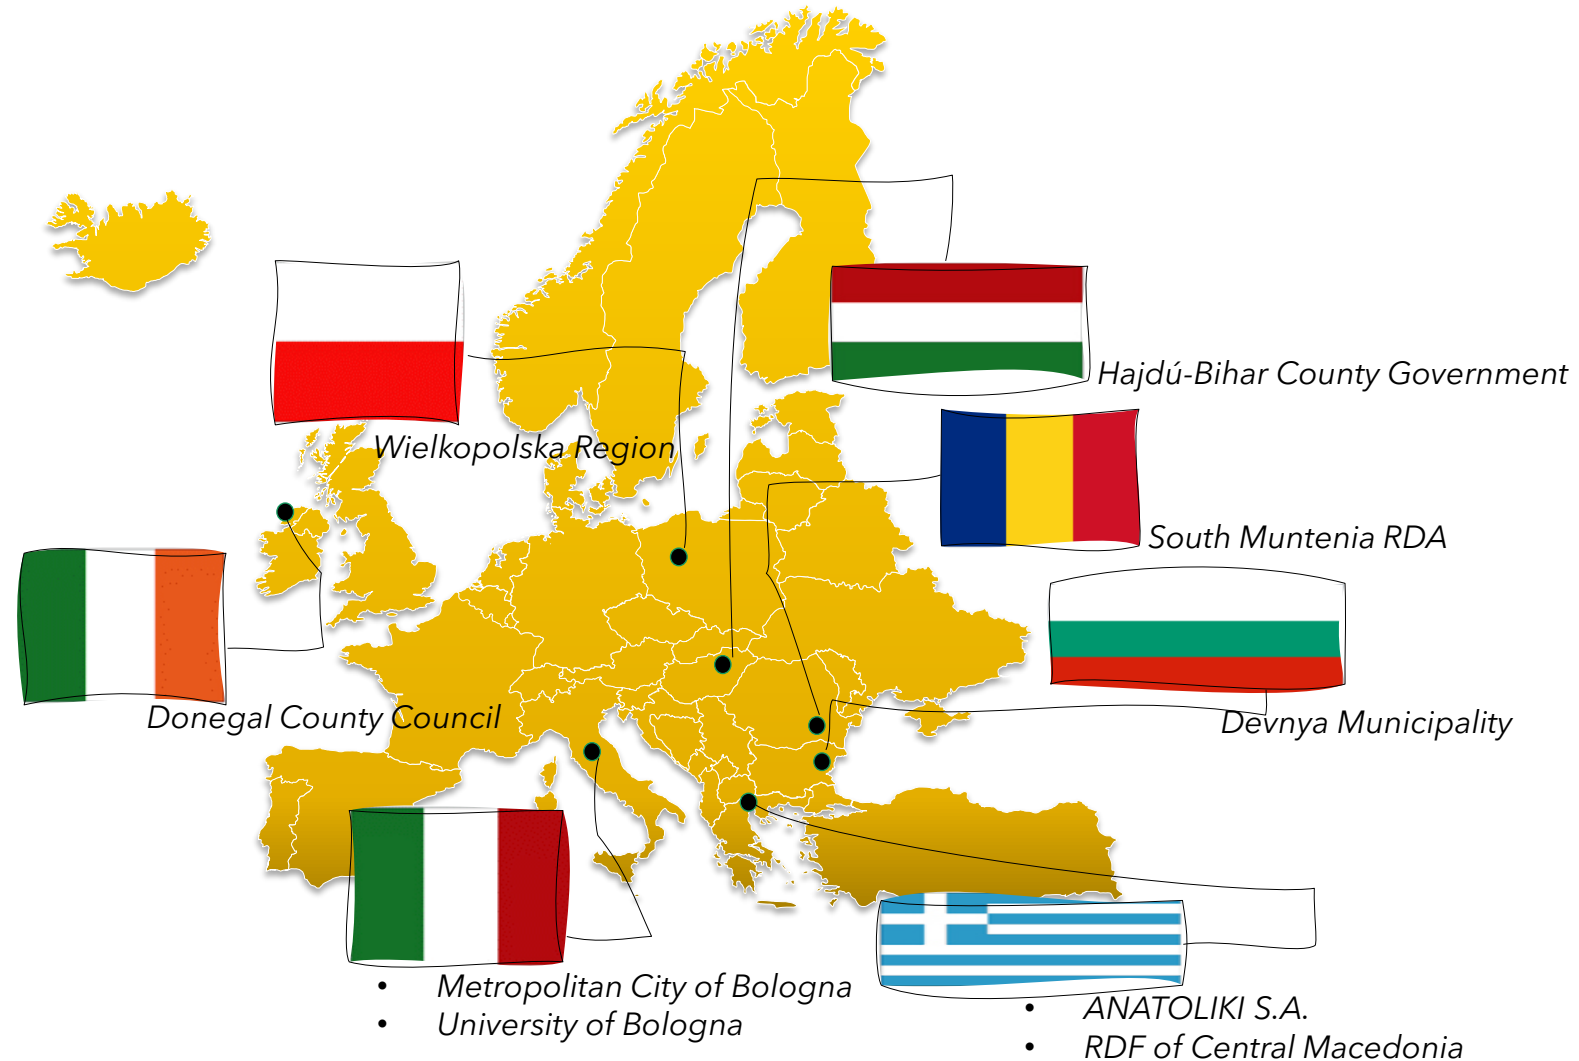 Hajdú-Bihar County Government
Wielkopolska Region
South Muntenia RDA
Donegal County Council
Devnya Municipality
• Metropolitan City of Bologna
• University of Bologna
• ANATOLIKI S.A.
• RDF of Central Macedonia